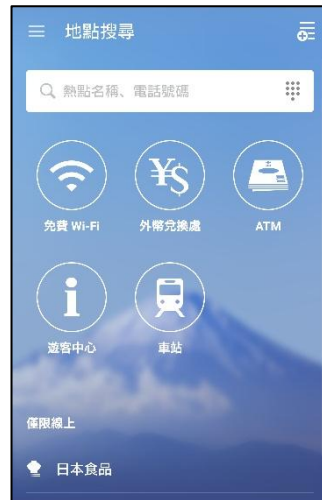 地點搜尋
熱點名稱、電話號碼
免費 Wi-Fi
外幣兌換處
ATM
遊客中心
車站
僅限線上
日本食品